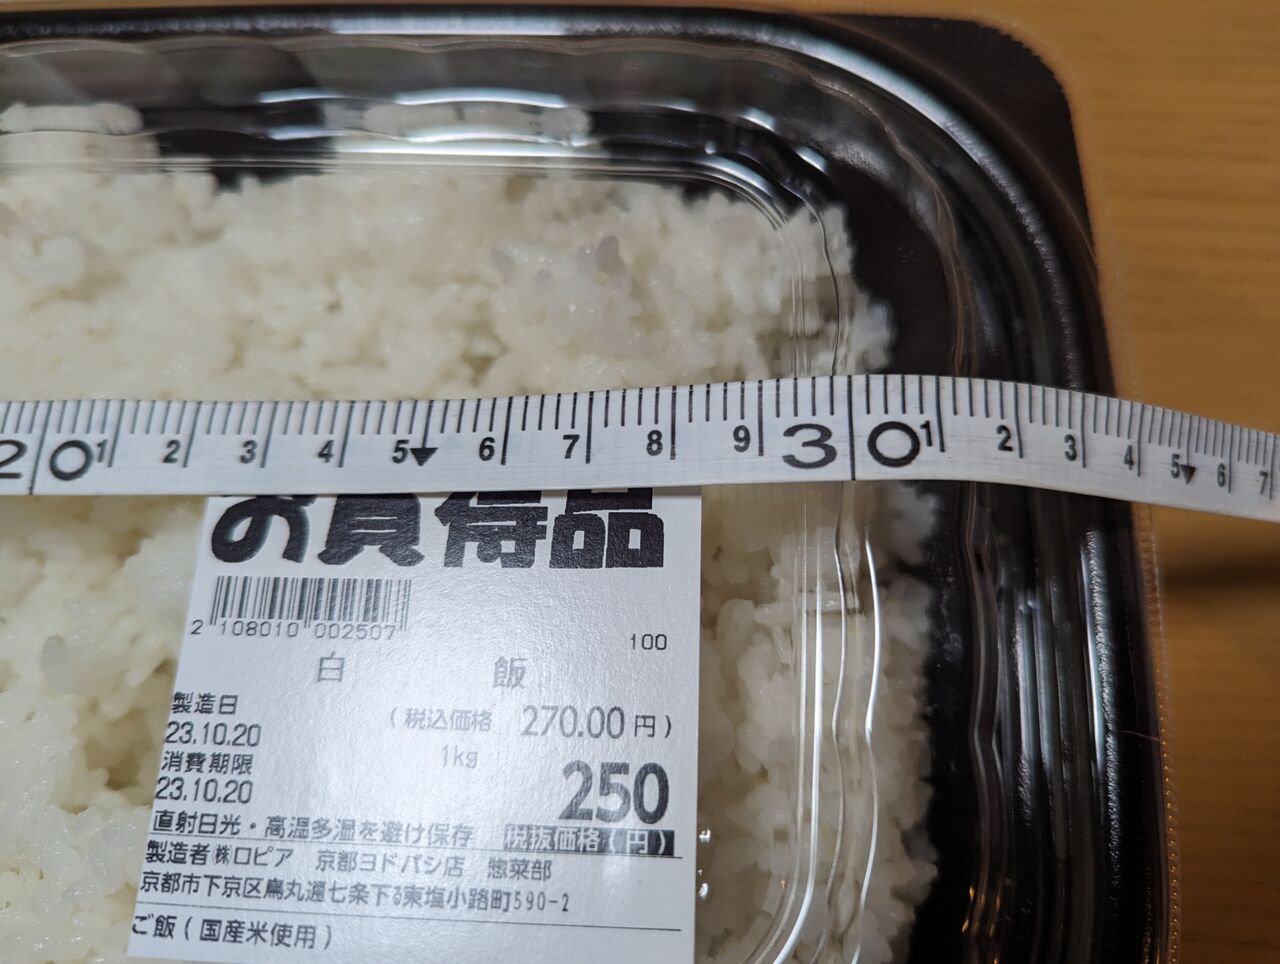 20 1 2 3 4 5 6 7 8 9 30 1 2 3 4 5 6 7
お買得品
2 108010 002507
100
白 飯
製造日
(税込価格 270.00円)
23.10.20
1kg
消費期限
250
23.10.20
直射日光・高温多湿を避け保存 税抜価格(円)
製造者㈱ロピア 京都ヨドバシ店 惣菜部
京都市下京区烏丸通七条下る東塩小路町590-2
ご飯(国産米使用)